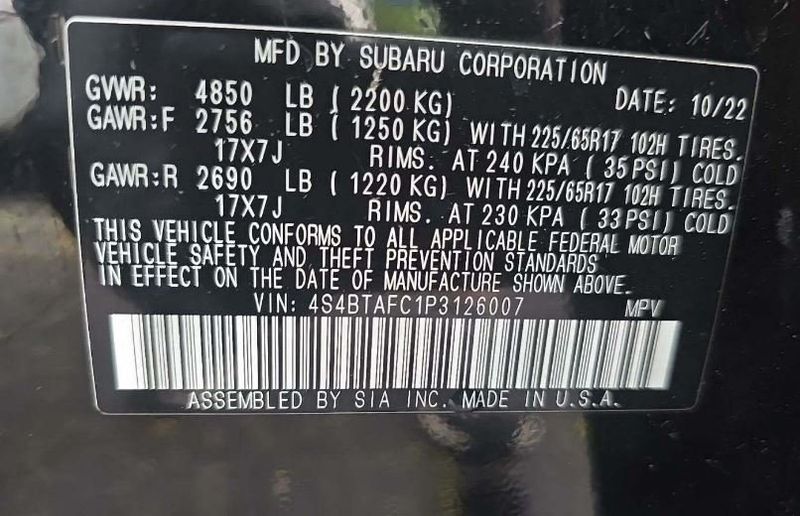 MFD BY SUBARU CORPORATION
GVWR: 4850 LB ( 2200 KG) DATE: 10/22
GAWR:F 2756 LB ( 1250 KG) WITH 225/65R17 102H TIRES.
17X7J RIMS. AT 240 KPA ( 35 PSI) COLD
GAWR:R 2690 LB ( 1220 KG) WITH 225/65R17 102H TIRES.
17X7J RIMS. AT 230 KPA ( 33 PSI) COLD
THIS VEHICLE CONFORMS TO ALL APPLICABLE FEDERAL MOTOR
VEHICLE SAFETY AND THEFT PREVENTION STANDARDS
IN EFFECT ON THE DATE OF MANUFACTURE SHOWN ABOVE.
VIN: 4S4BTAFC1P3126007 MPV
ASSEMBLED BY SIA INC. MADE IN U.S.A.